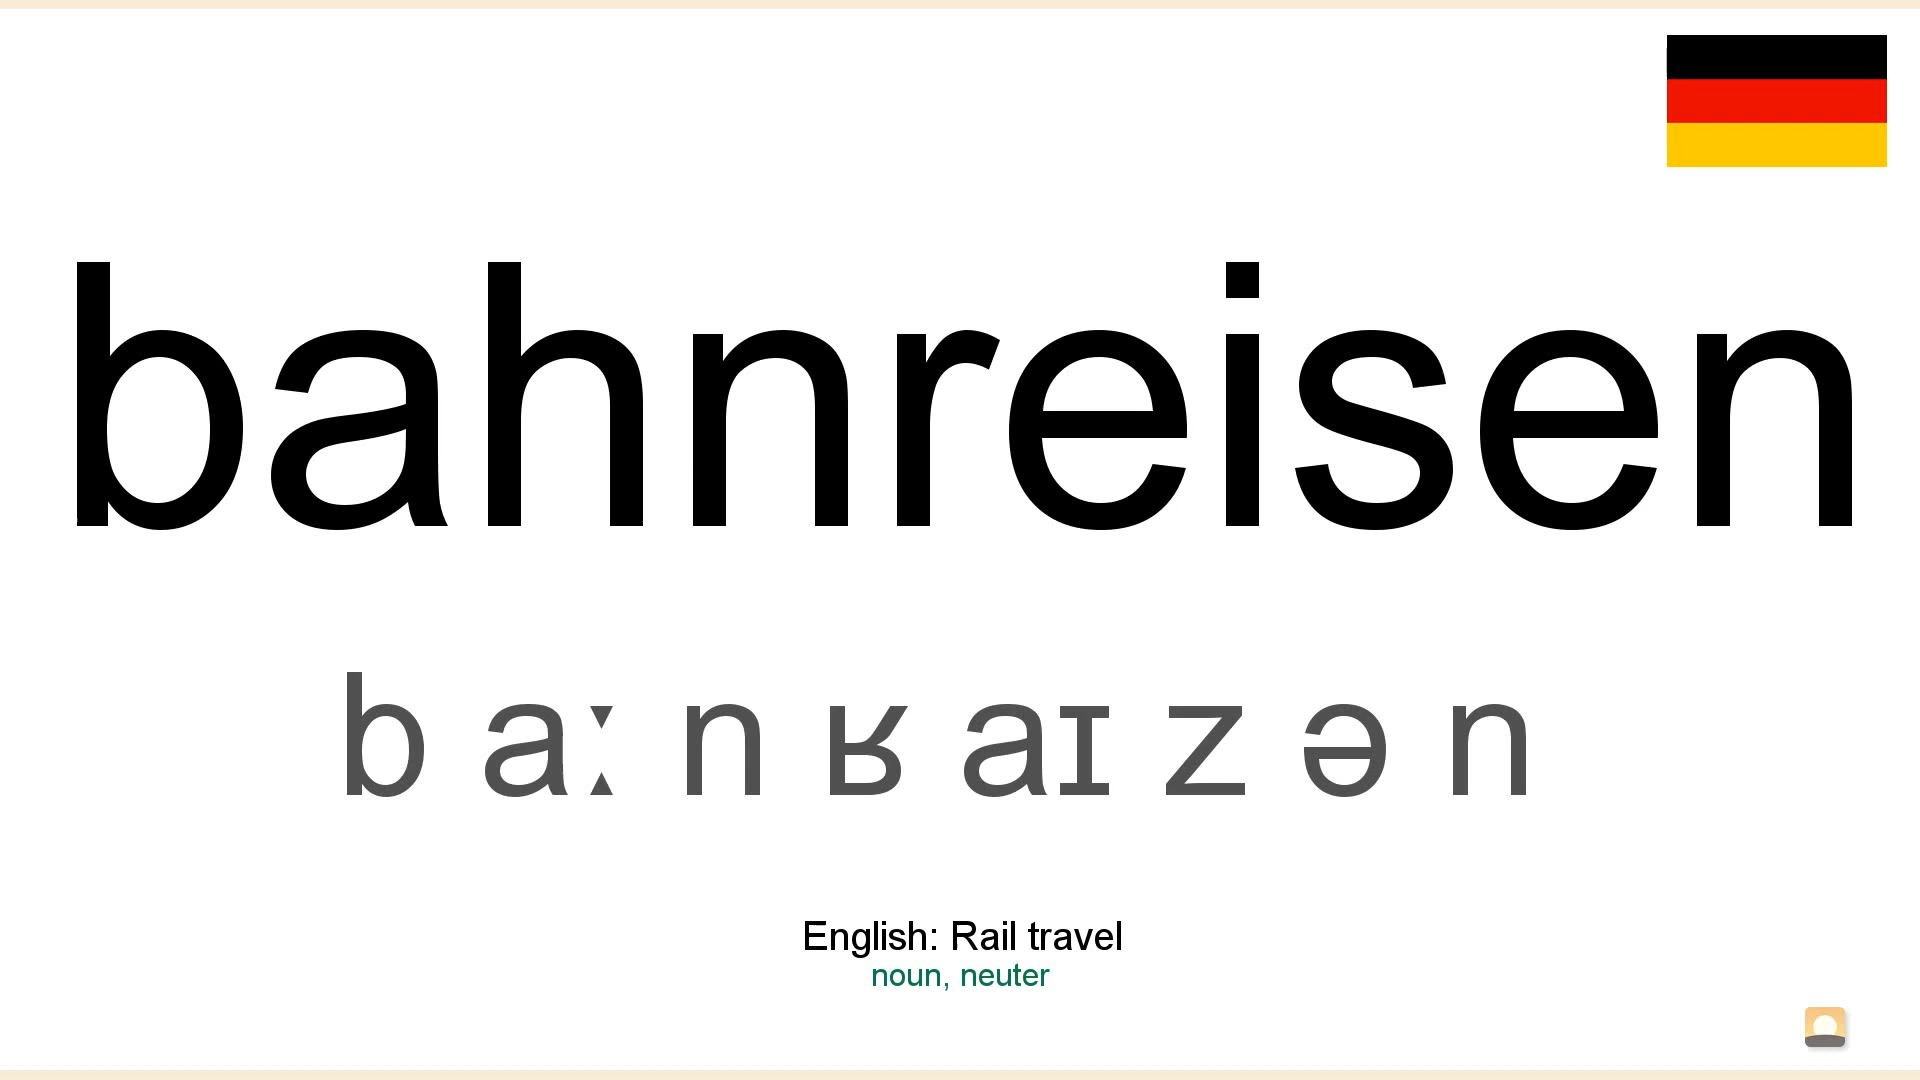 bahnreisen
b aː n ʁ aɪ z ə n
English: Rail travel
noun, neuter